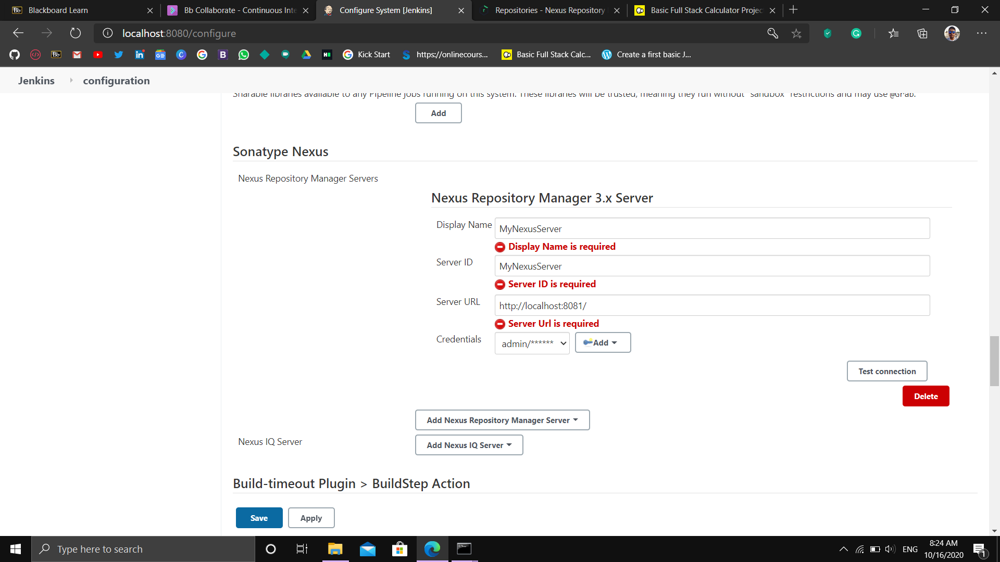 Blackboard Learn
Bb Collaborate - Continuous Inte
Configure System [Jenkins]
Repositories - Nexus Repository
Basic Full Stack Calculator Projec
localhost:8080/configure
Kick Start
https://onlinecours...
Basic Full Stack Calc...
Create a first basic J...
Jenkins
configuration
Sharable libraries available to any Pipeline jobs running on this system. These libraries will be trusted, meaning they run without "sandbox" restrictions and may use @Grab.
Add
Sonatype Nexus
Nexus Repository Manager Servers
Nexus Repository Manager 3.x Server
Display Name
MyNexusServer
Display Name is required
Server ID
MyNexusServer
Server ID is required
Server URL
http://localhost:8081/
Server Url is required
Credentials
admin/******
Add
Test connection
Delete
Add Nexus Repository Manager Server
Nexus IQ Server
Add Nexus IQ Server
Build-timeout Plugin > BuildStep Action
Save
Apply
Type here to search
ENG
8:24 AM
10/16/2020
1